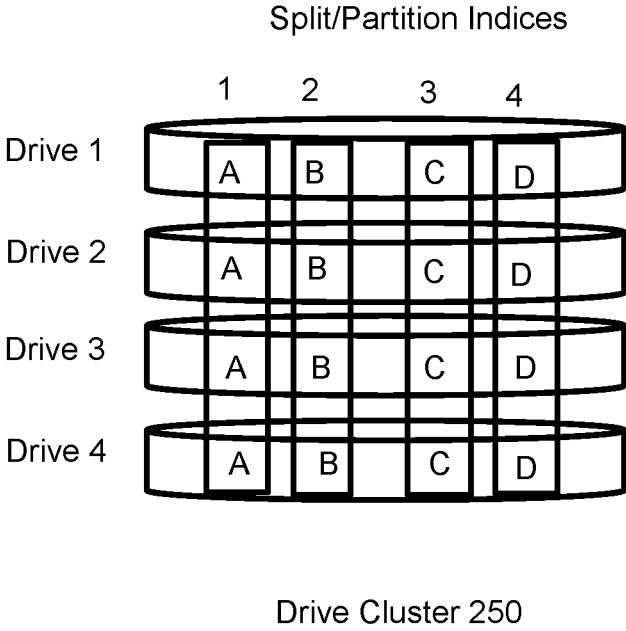 Split/Partition Indices
1 2 3 4
Drive 1 A B C D
Drive 2 A B C D
Drive 3 A B C D
Drive 4 A B C D
Drive Cluster 250